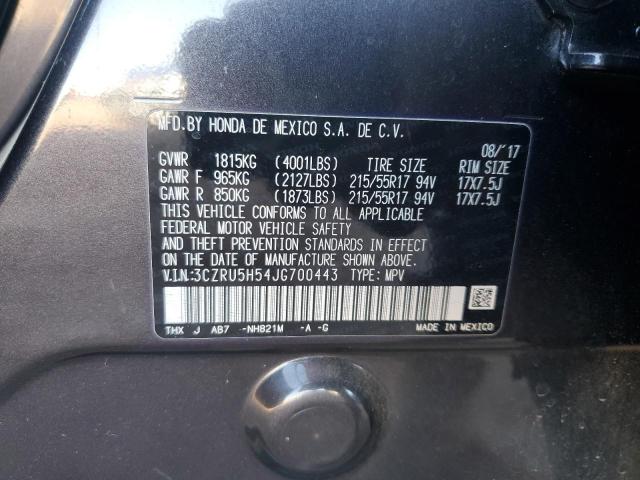 MFD.BY HONDA DE MEXICO S.A. DE C.V.
08/'17
GVWR 1815KG (4001LBS) TIRE SIZE RIM SIZE
GAWR F 965KG (2127LBS) 215/55R17 94V 17X7.5J
GAWR R 850KG (1873LBS) 215/55R17 94V 17X7.5J
THIS VEHICLE CONFORMS TO ALL APPLICABLE
FEDERAL MOTOR VEHICLE SAFETY
AND THEFT PREVENTION STANDARDS IN EFFECT
ON THE DATE OF MANUFACTURE SHOWN ABOVE.
V.I.N.:3CZRU5H54JG700443 TYPE: MPV
THX J AB7 -NH821M -A -G MADE IN MEXICO